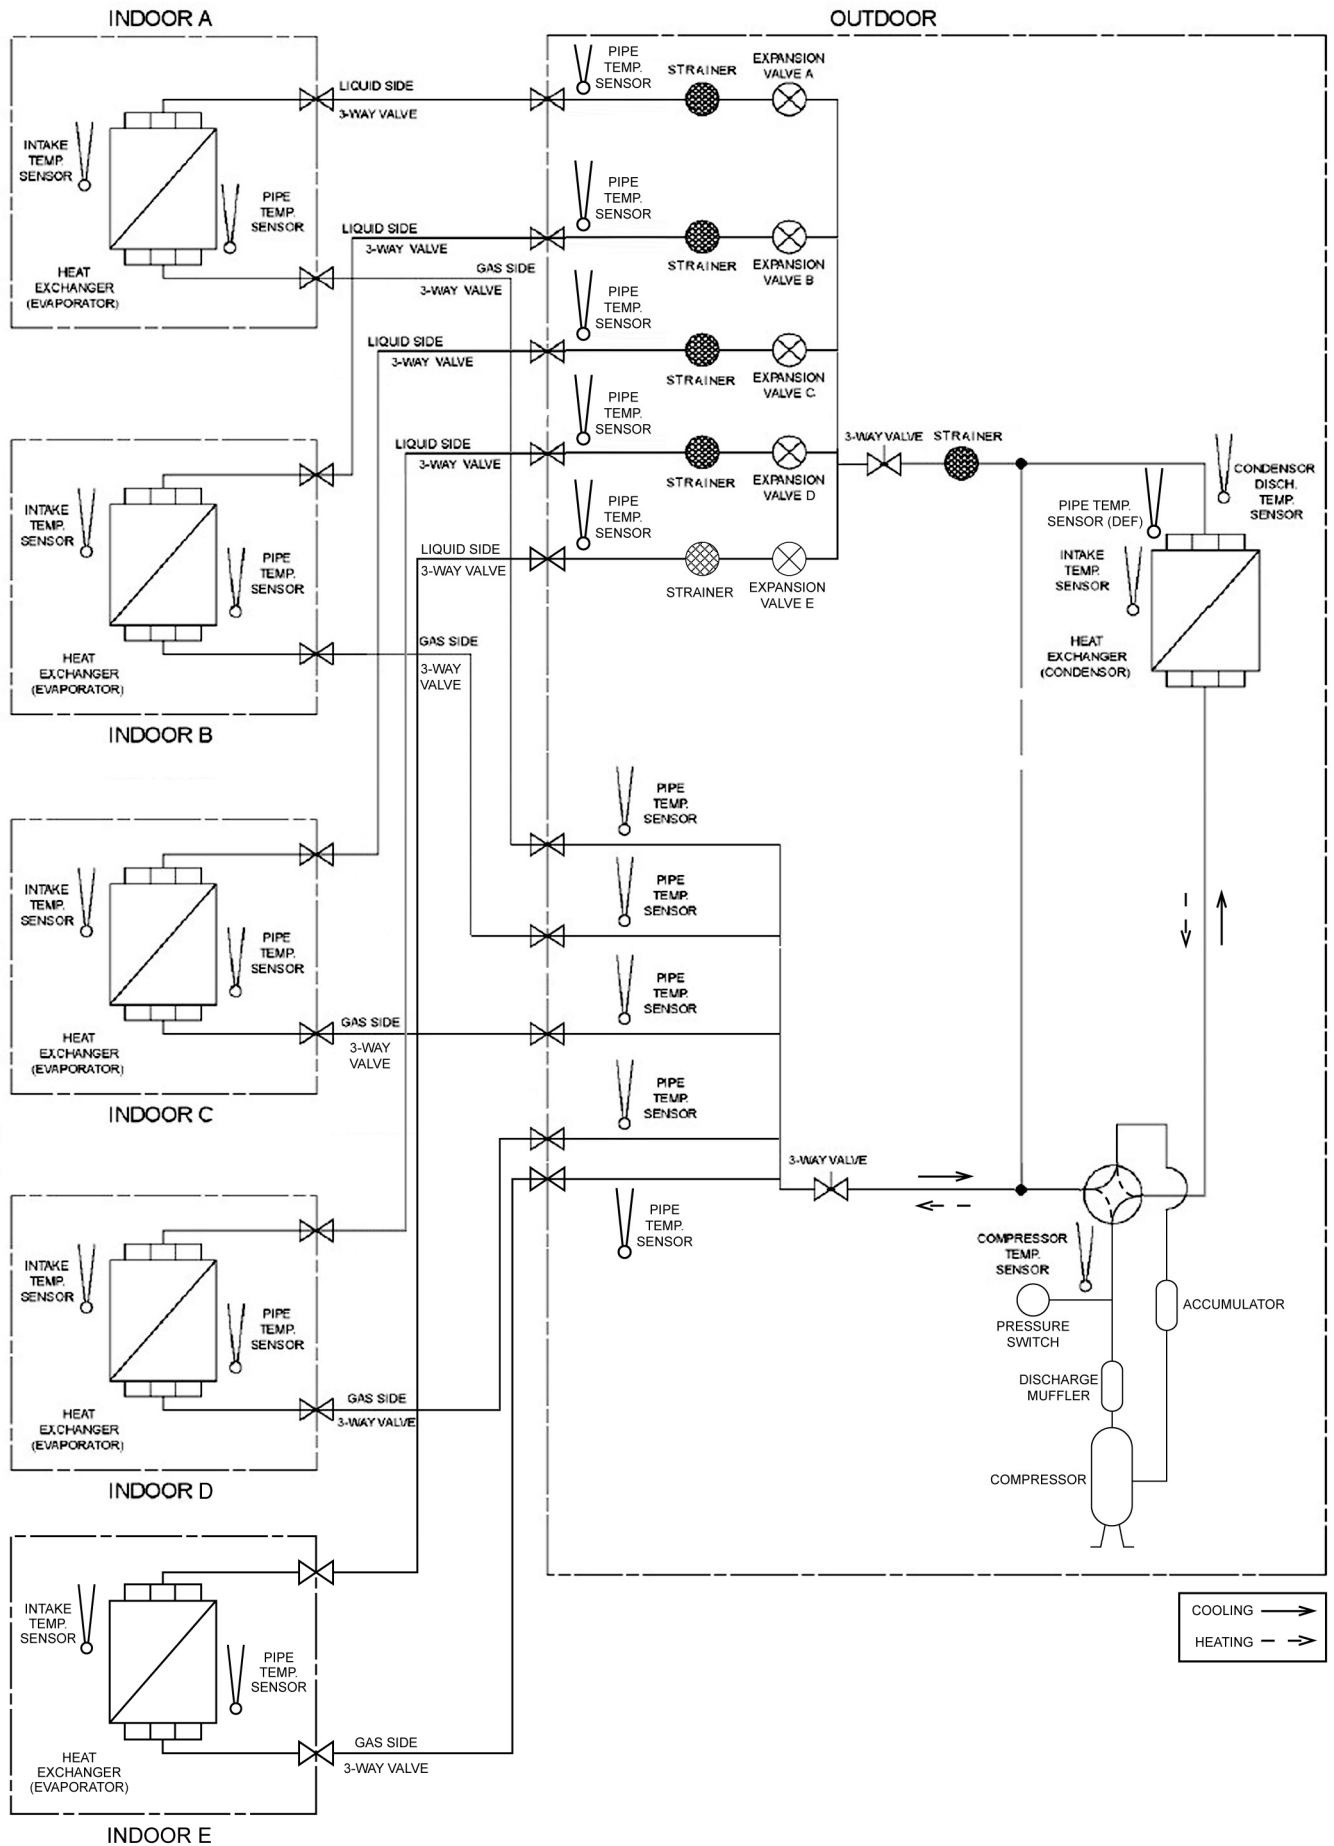 INDOOR A
OUTDOOR
PIPE
TEMP.
SENSOR
STRAINER
EXPANSION
VALVE A
LIQUID SIDE
3-WAY VALVE
INTAKE
TEMP.
SENSOR
PIPE
TEMP.
SENSOR
HEAT
EXCHANGER
(EVAPORATOR)
PIPE
TEMP.
SENSOR
LIQUID SIDE
3-WAY VALVE
STRAINER
EXPANSION
VALVE B
GAS SIDE
3-WAY VALVE
PIPE
TEMP.
SENSOR
LIQUID SIDE
3-WAY VALVE
STRAINER
EXPANSION
VALVE C
PIPE
TEMP.
SENSOR
LIQUID SIDE
3-WAY VALVE
STRAINER
EXPANSION
VALVE D
3-WAY VALVE
STRAINER
CONDENSOR
DISCH.
TEMP.
SENSOR
PIPE TEMP.
SENSOR (DEF)
INTAKE
TEMP.
SENSOR
HEAT
EXCHANGER
(CONDENSOR)
PIPE
TEMP.
SENSOR
LIQUID SIDE
3-WAY VALVE
STRAINER
EXPANSION
VALVE E
INTAKE
TEMP.
SENSOR
PIPE
TEMP.
SENSOR
HEAT
EXCHANGER
(EVAPORATOR)
GAS SIDE
3-WAY
VALVE
INDOOR B
PIPE
TEMP.
SENSOR
PIPE
TEMP.
SENSOR
PIPE
TEMP.
SENSOR
PIPE
TEMP.
SENSOR
INTAKE
TEMP.
SENSOR
PIPE
TEMP.
SENSOR
HEAT
EXCHANGER
(EVAPORATOR)
GAS SIDE
3-WAY
VALVE
INDOOR C
3-WAY VALVE
PIPE
TEMP.
SENSOR
COMPRESSOR
TEMP.
SENSOR
PRESSURE
SWITCH
ACCUMULATOR
DISCHARGE
MUFFLER
COMPRESSOR
INTAKE
TEMP.
SENSOR
PIPE
TEMP.
SENSOR
HEAT
EXCHANGER
(EVAPORATOR)
GAS SIDE
3-WAY VALVE
INDOOR D
INTAKE
TEMP.
SENSOR
PIPE
TEMP.
SENSOR
HEAT
EXCHANGER
(EVAPORATOR)
GAS SIDE
3-WAY VALVE
INDOOR E
COOLING
HEATING